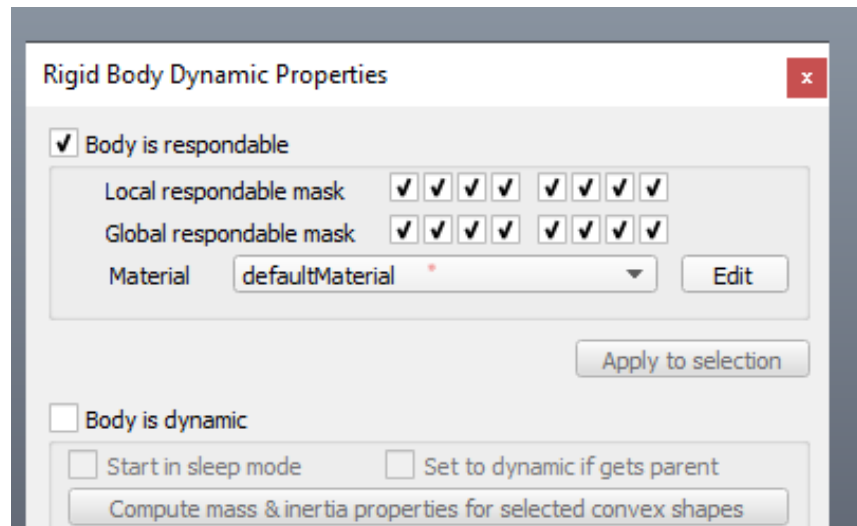 Rigid Body Dynamic Properties
x
Body is respondable
Local respondable mask
Global respondable mask
Material defaultMaterial Edit
Apply to selection
Body is dynamic
Start in sleep mode Set to dynamic if gets parent
Compute mass & inertia properties for selected convex shapes